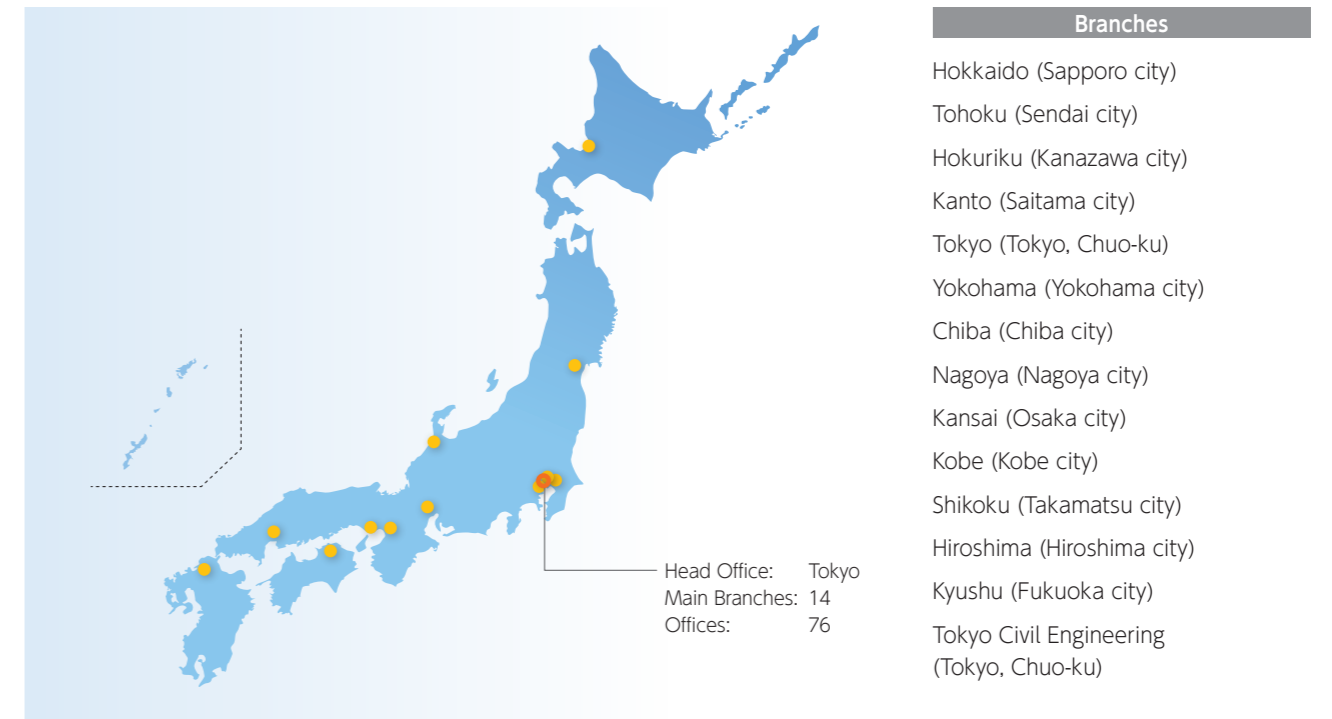 Branches
Hokkaido (Sapporo city)
Tohoku (Sendai city)
Hokuriku (Kanazawa city)
Kanto (Saitama city)
Tokyo (Tokyo, Chuo-ku)
Yokohama (Yokohama city)
Chiba (Chiba city)
Nagoya (Nagoya city)
Kansai (Osaka city)
Kobe (Kobe city)
Shikoku (Takamatsu city)
Hiroshima (Hiroshima city)
Kyushu (Fukuoka city)
Tokyo Civil Engineering
(Tokyo, Chuo-ku)
Head Office: Tokyo
Main Branches: 14
Offices: 76